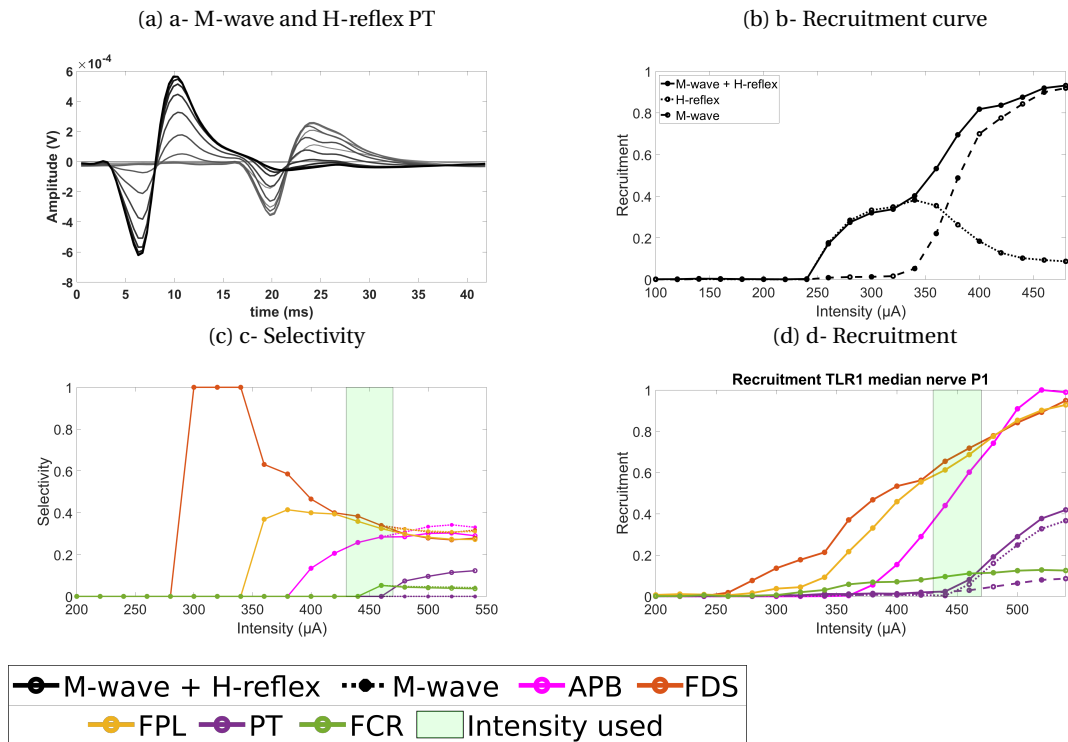 (a) a- M-wave and H-reflex PT
×10⁻⁴
6
4
2
0
-2
-4
-6
-8
Amplitude (V)
0 5 10 15 20 25 30 35 40
time (ms)
(b) b- Recruitment curve
1
0.8
0.6
0.4
0.2
0
Recruitment
M-wave + H-reflex
H-reflex
M-wave
100 150 200 250 300 350 400 450
Intensity (µA)
(c) c- Selectivity
1
0.8
0.6
0.4
0.2
0
Selectivity
200 250 300 350 400 450 500 550
Intensity (µA)
(d) d- Recruitment
Recruitment TLR1 median nerve P1
1
0.8
0.6
0.4
0.2
0
Recruitment
200 250 300 350 400 450 500
Intensity (µA)
M-wave + H-reflex M-wave APB FDS
FPL PT FCR Intensity used